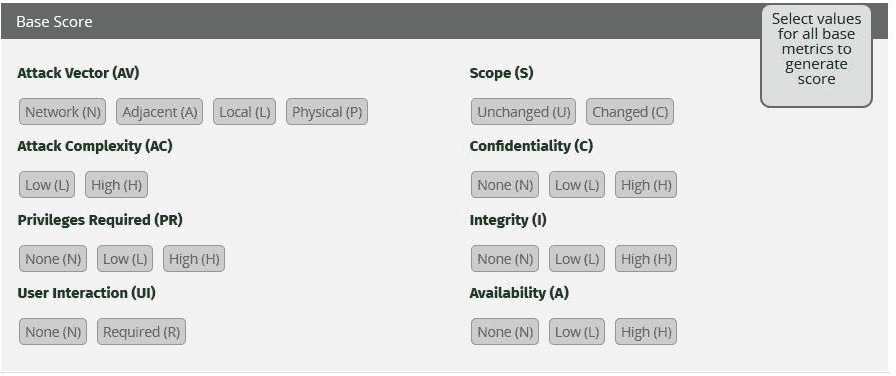 Base Score
Select values
for all base
metrics to
generate
score
Attack Vector (AV)
Network (N) Adjacent (A) Local (L) Physical (P)
Attack Complexity (AC)
Low (L) High (H)
Privileges Required (PR)
None (N) Low (L) High (H)
User Interaction (UI)
None (N) Required (R)
Scope (S)
Unchanged (U) Changed (C)
Confidentiality (C)
None (N) Low (L) High (H)
Integrity (I)
None (N) Low (L) High (H)
Availability (A)
None (N) Low (L) High (H)